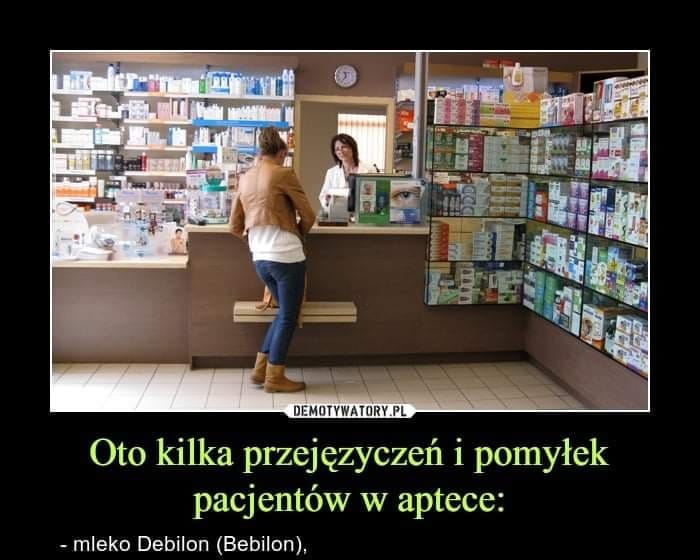 DEMOTYWATORY.PL
Oto kilka przejęzyczeń i pomyłek
pacjentów w aptece:
- mleko Debilon (Bebilon),